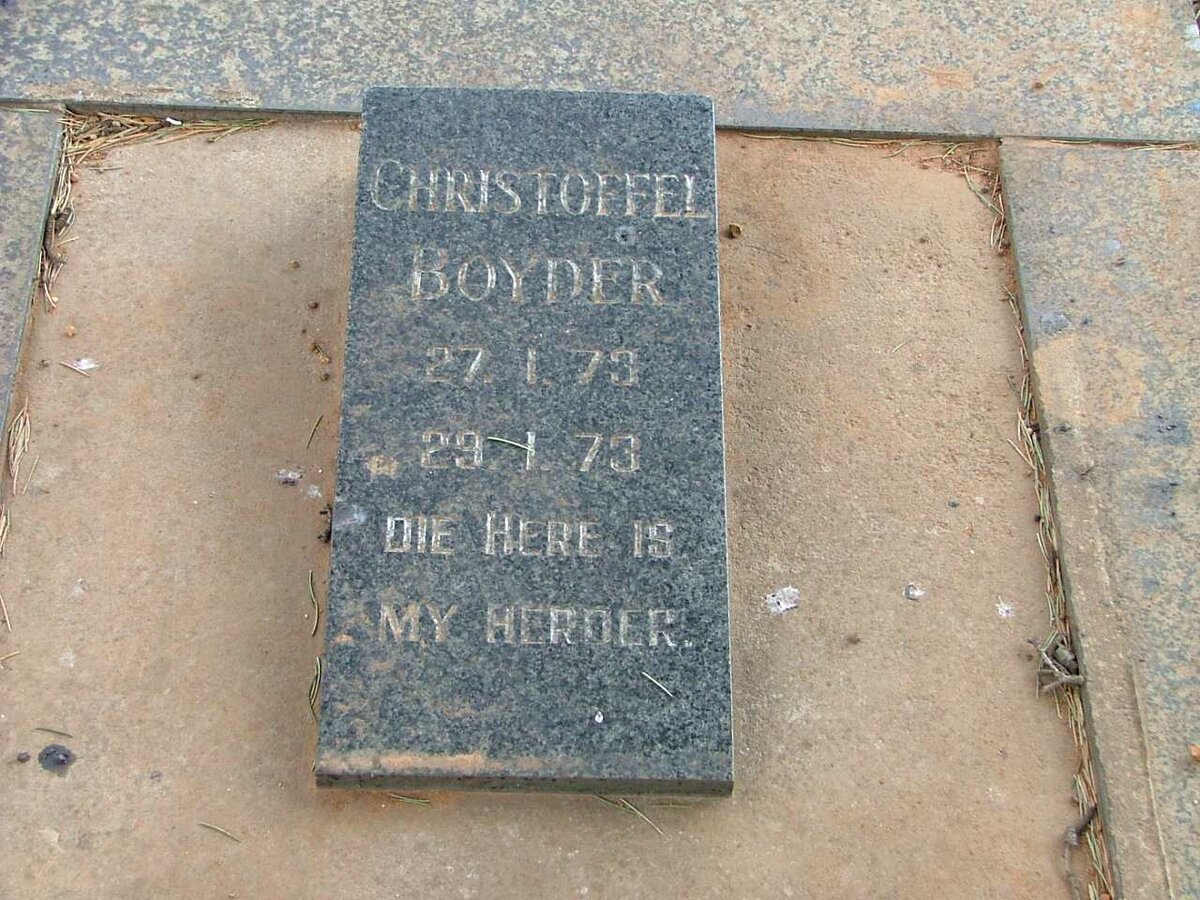 CHRISTOFFEL
BOYDER
27. 1. 73
29. 1. 73
DIE HERE IS
MY HERDER.